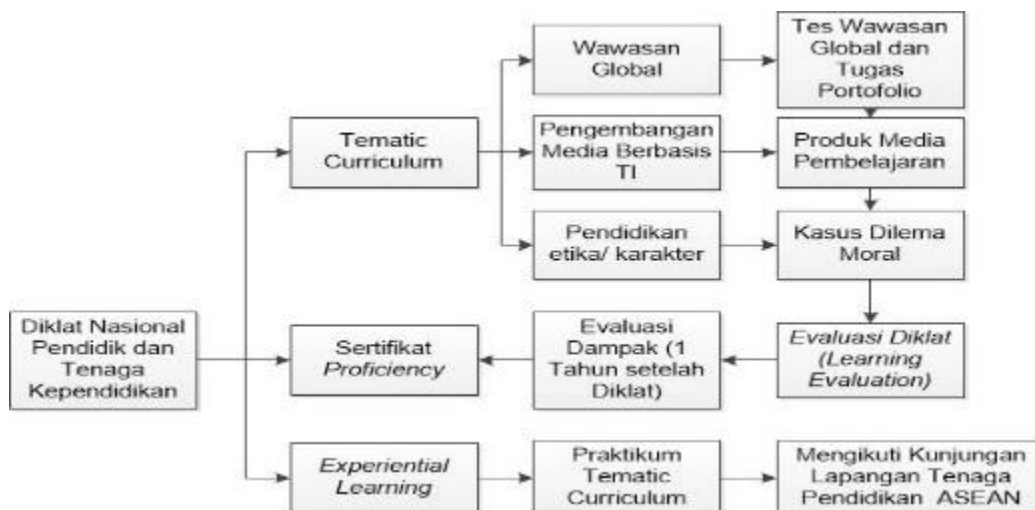 Wawasan
Global
Tes Wawasan
Global dan
Tugas
Portofolio
Tematic
Curriculum
Pengembangan
Media Berbasis
TI
Produk Media
Pembelajaran
Pendidikan
etika/ karakter
Kasus Dilema
Moral
Diklat Nasional
Pendidik dan
Tenaga
Kependidikan
Sertifikat
Proficiency
Evaluasi
Dampak (1
Tahun setelah
Diklat)
Evaluasi Diklat
(Learning
Evaluation)
Experiential
Learning
Praktikum
Tematic
Curriculum
Mengikuti Kunjungan
Lapangan Tenaga
Pendidikan ASEAN